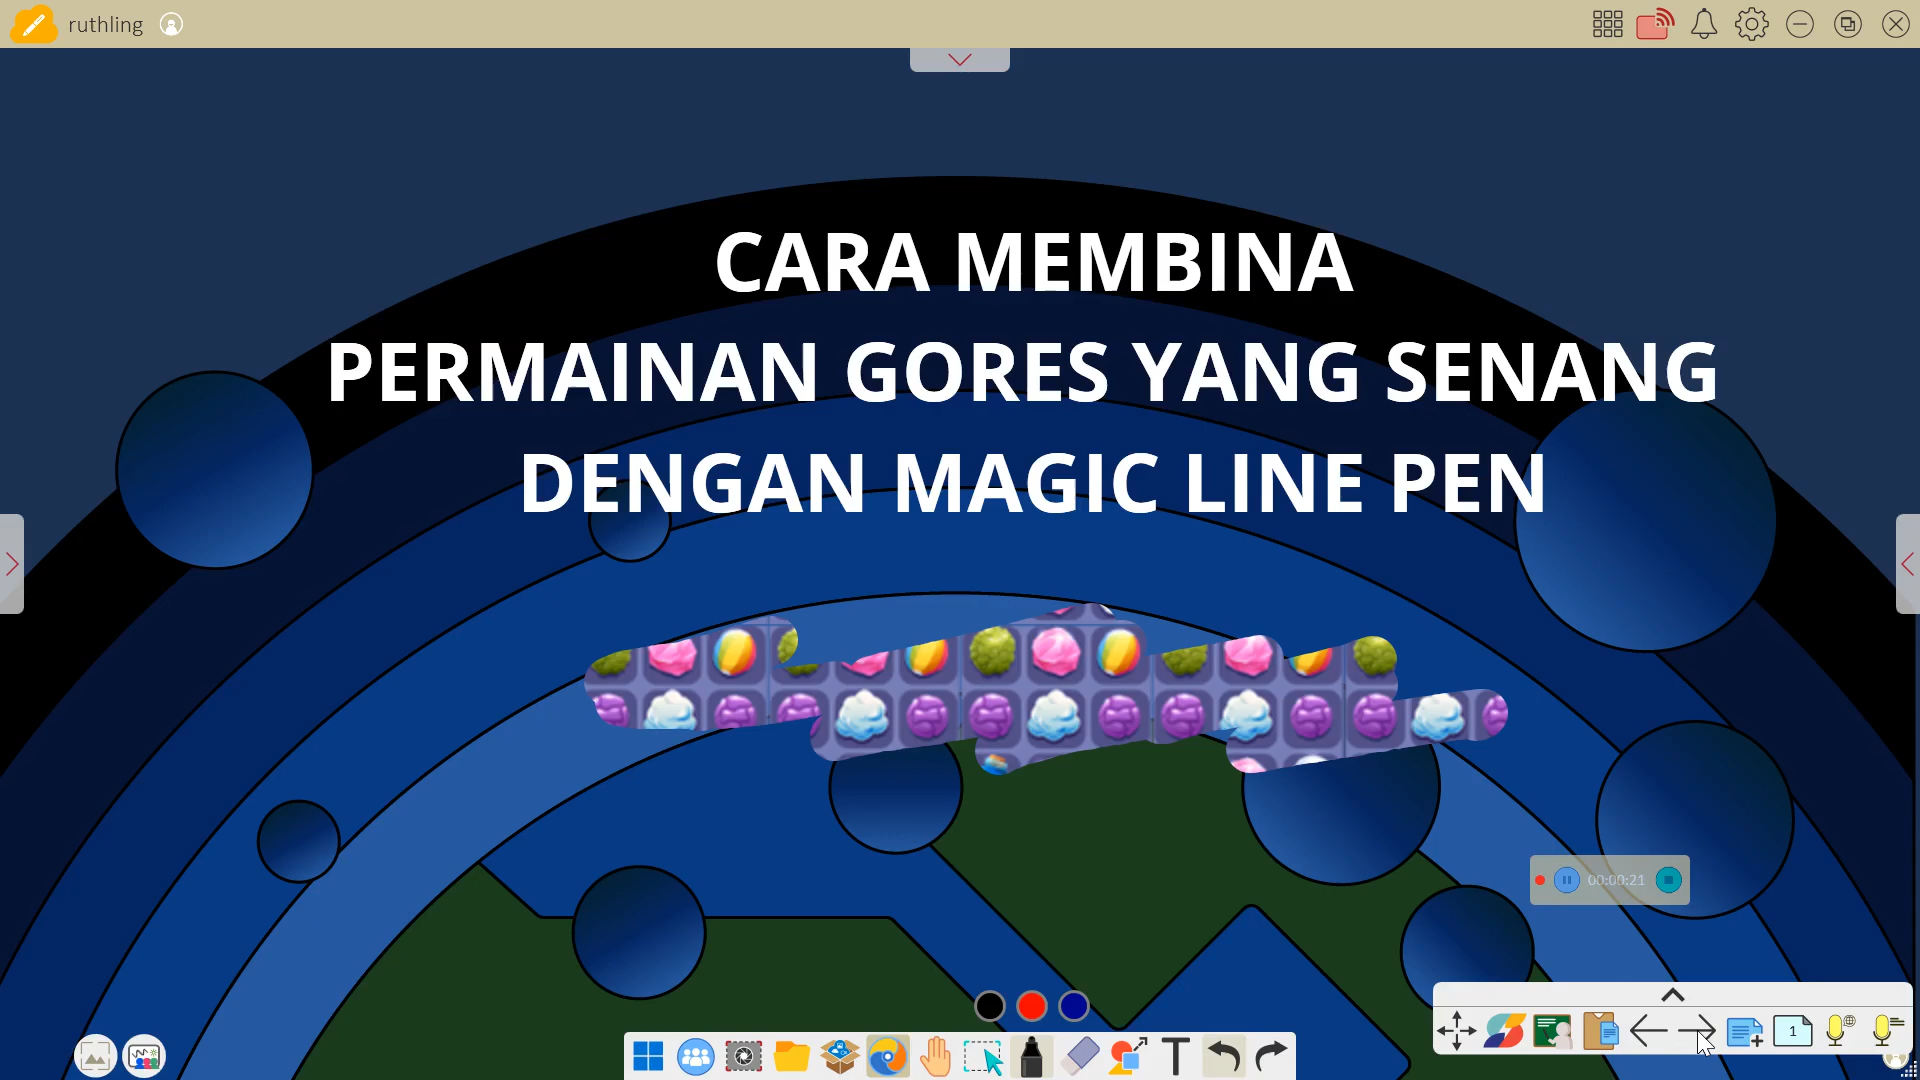 ruthling
CARA MEMBINA
PERMAINAN GORES YANG SENANG
DENGAN MAGIC LINE PEN
00:00:21
1